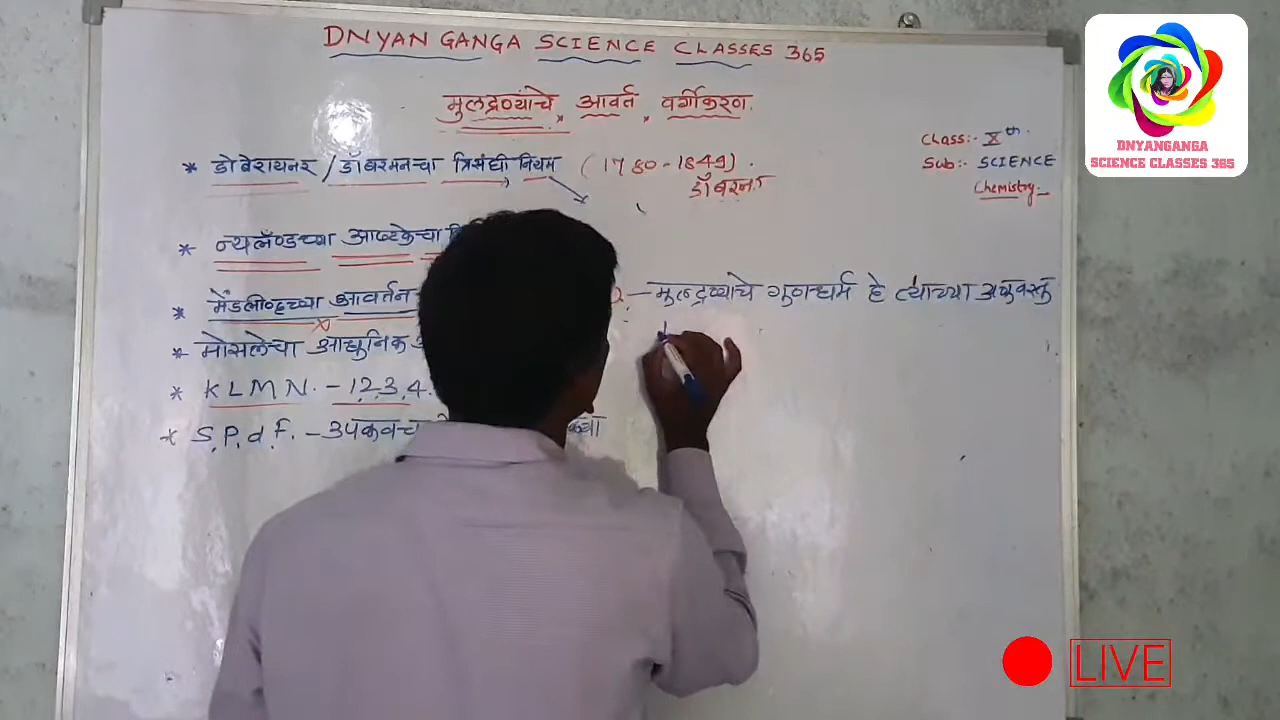 DNYAN GANGA SCIENCE CLASSES 365
मुलद्रव्यांचे आवर्त वर्गीकरण.
Class:- Xth.
Sub:- SCIENCE
Chemistry:-
* डोबेरायनर / डॉबरमनचा त्रिसंघी नियम (1780-1849).
डॉबरनर
* न्यूलॅण्डच्या आष्टकेचा
* मेंडलीव्हच्या आवर्तन
- मुलद्रव्याचे गुणधर्म हे त्यांच्या अणुवस्तु
* मोसलेचा आधुनिक
* K L M N. - 1,2,3,4.
* S, P, d, F. - उपकवच
DNYANGANGA
SCIENCE CLASSES 365
LIVE